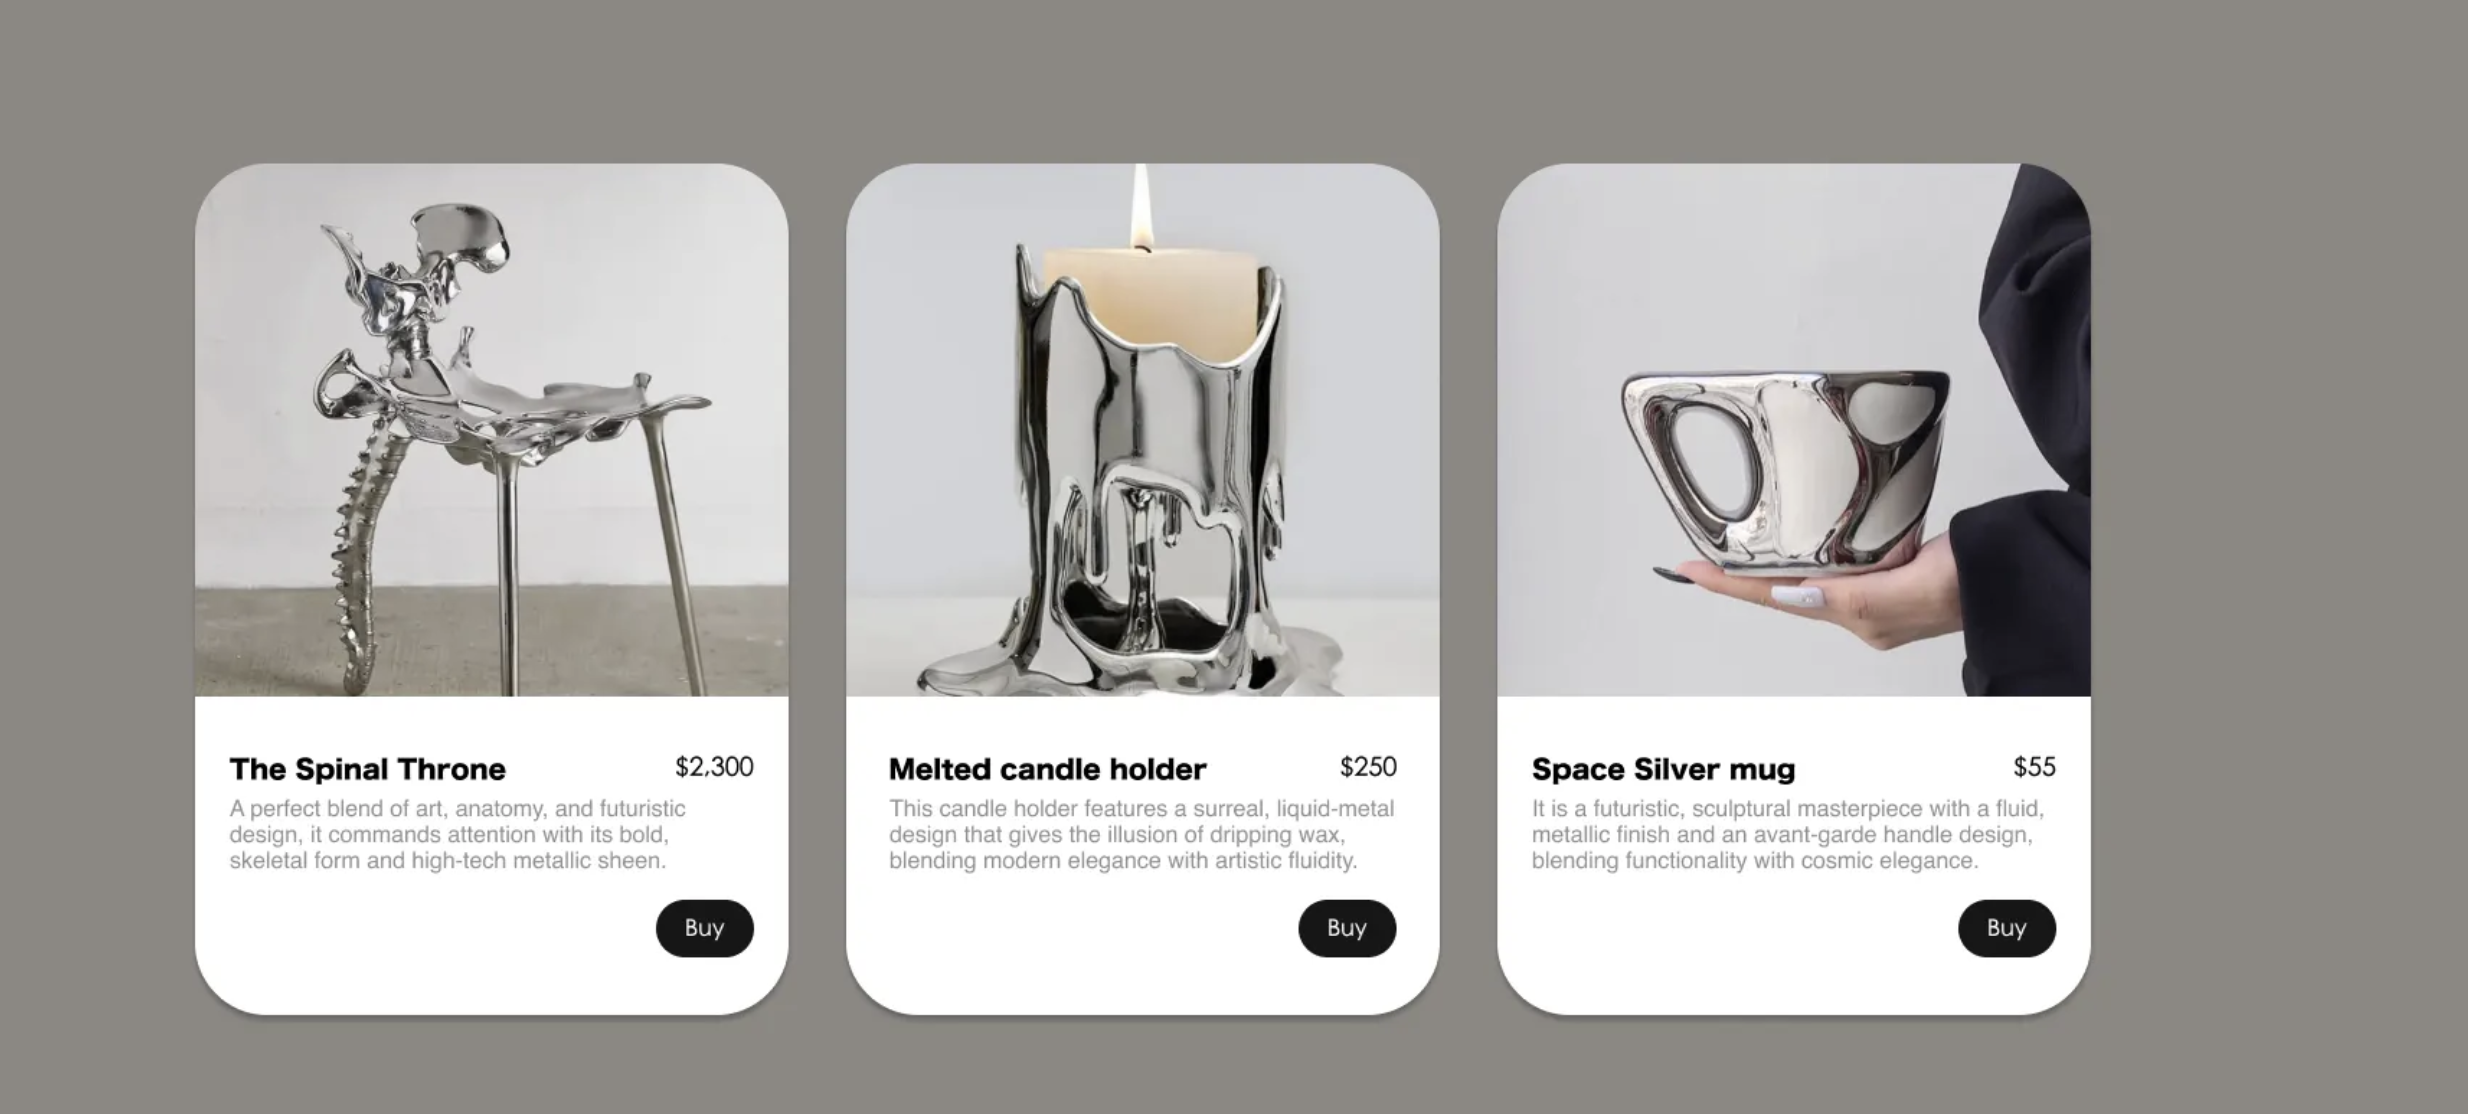 The Spinal Throne $2,300
A perfect blend of art, anatomy, and futuristic
design, it commands attention with its bold,
skeletal form and high-tech metallic sheen.
Buy
Melted candle holder $250
This candle holder features a surreal, liquid-metal
design that gives the illusion of dripping wax,
blending modern elegance with artistic fluidity.
Buy
Space Silver mug $55
It is a futuristic, sculptural masterpiece with a fluid,
metallic finish and an avant-garde handle design,
blending functionality with cosmic elegance.
Buy